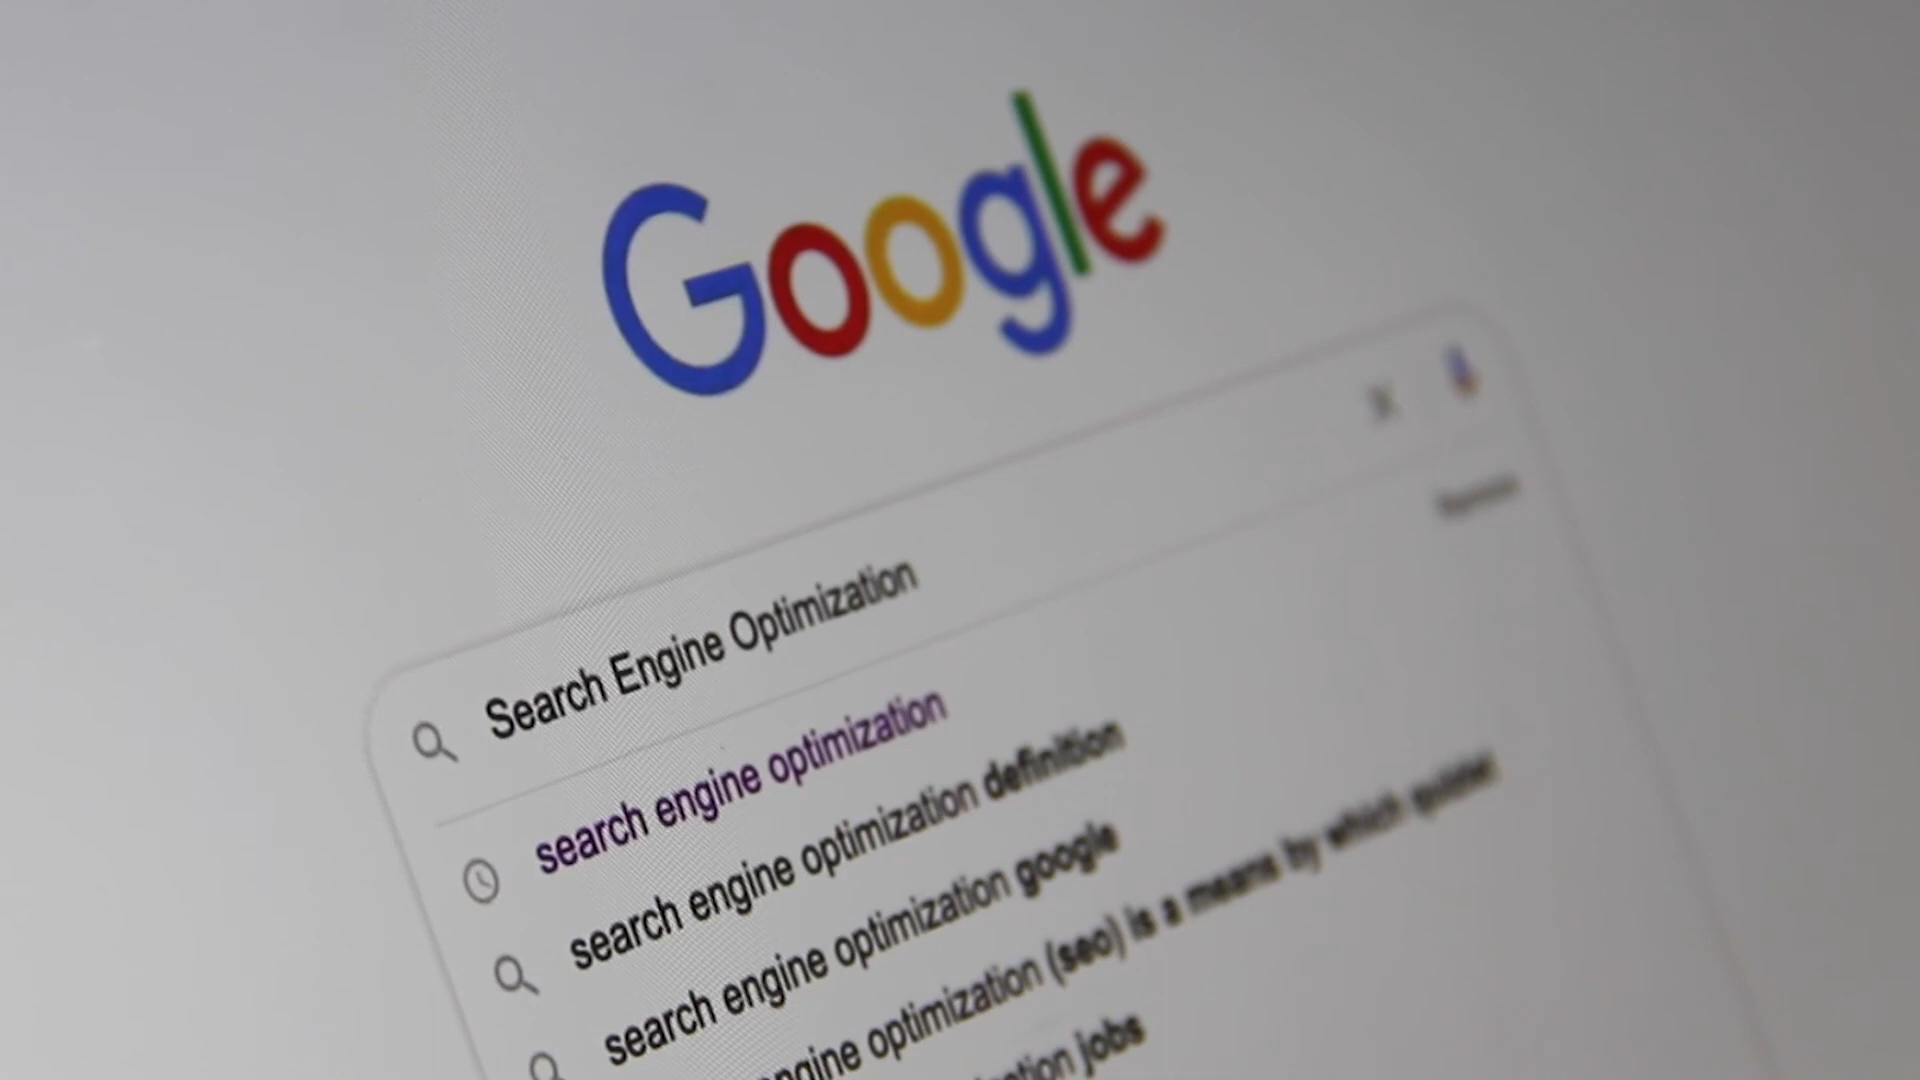 Google
Search Engine Optimization
search engine optimization
search engine optimization definition
search engine optimization google
engine optimization (seo) is a means by which
jobs